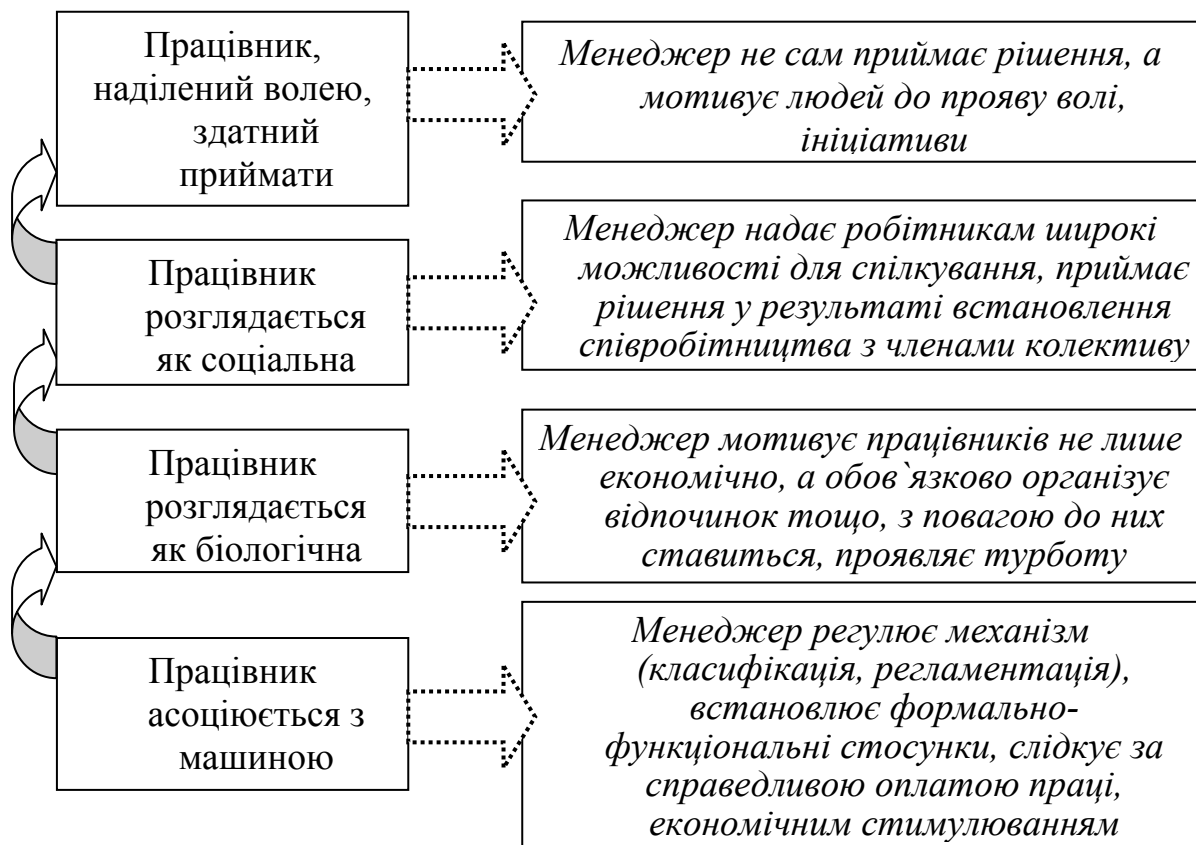 Працівник,
наділений волею,
здатний
приймати
Менеджер не сам приймає рішення, а
мотивує людей до прояву волі,
ініціативи
Працівник
розглядається
як соціальна
Менеджер надає робітникам широкі
можливості для спілкування, приймає
рішення у результаті встановлення
співробітництва з членами колективу
Працівник
розглядається
як біологічна
Менеджер мотивує працівників не лише
економічно, а обов`язково організує
відпочинок тощо, з повагою до них
ставиться, проявляє турботу
Працівник
асоціюється з
машиною
Менеджер регулює механізм
(класифікація, регламентація),
встановлює формально-
функціональні стосунки, слідкує за
справедливою оплатою праці,
економічним стимулюванням